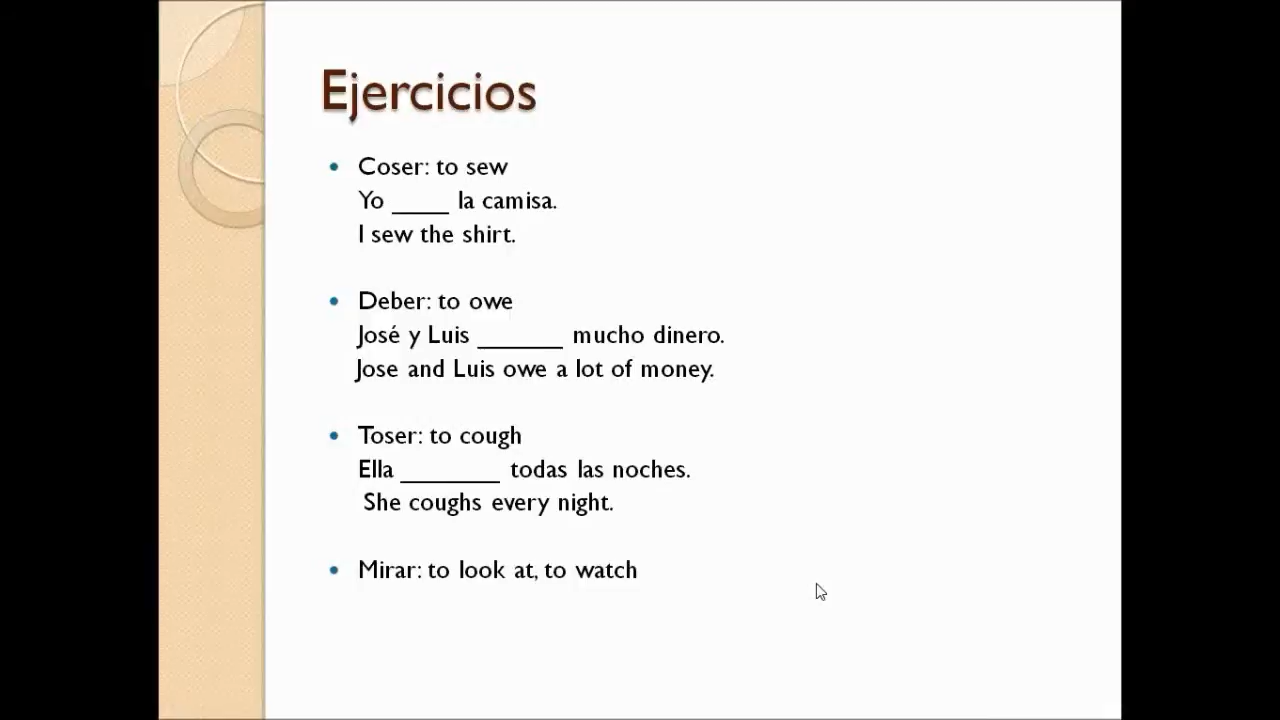 Ejercicios
• Coser: to sew
Yo ____ la camisa.
I sew the shirt.
• Deber: to owe
José y Luis ______ mucho dinero.
Jose and Luis owe a lot of money.
• Toser: to cough
Ella _______ todas las noches.
She coughs every night.
• Mirar: to look at, to watch